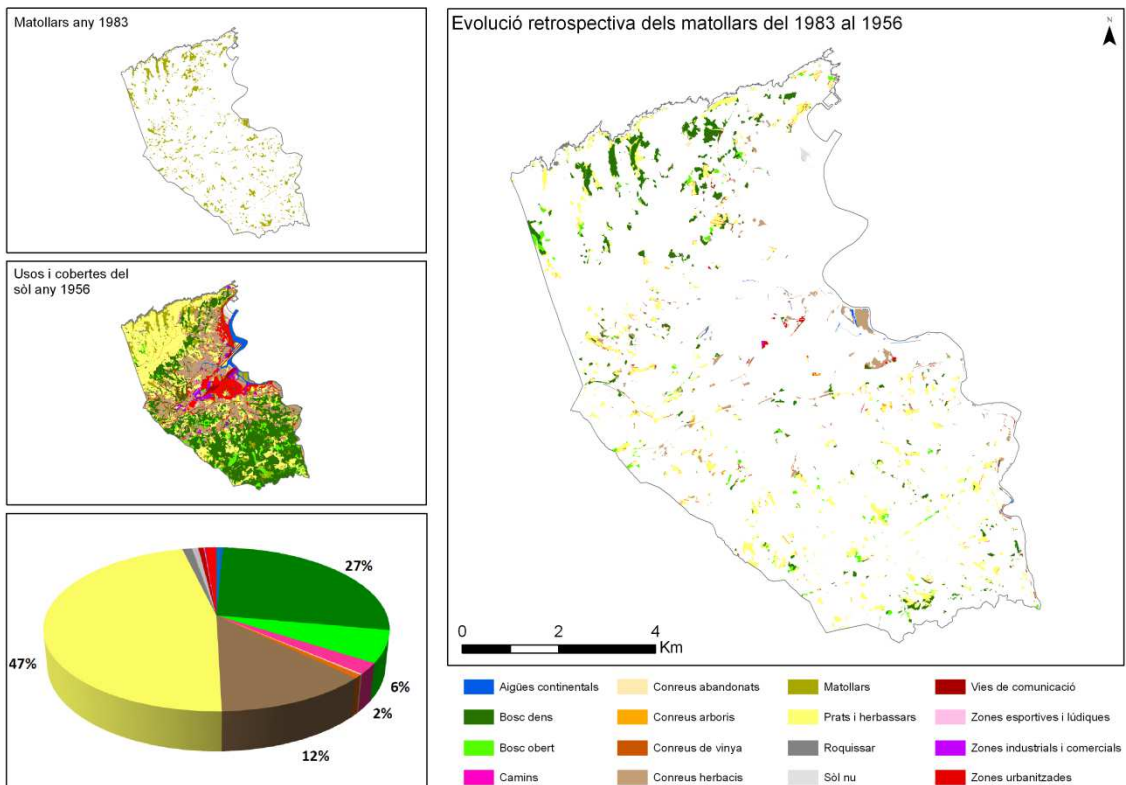 Matollars any 1983
Usos i cobertes del
sòl any 1956
27%
47%
6%
2%
12%
Evolució retrospectiva dels matollars del 1983 al 1956
N
0 2 4
Km
Aigües continentals
Bosc dens
Bosc obert
Camins
Conreus abandonats
Conreus arboris
Conreus de vinya
Conreus herbacis
Matollars
Prats i herbassars
Roquissar
Sòl nu
Vies de comunicació
Zones esportives i lúdiques
Zones industrials i comercials
Zones urbanitzades